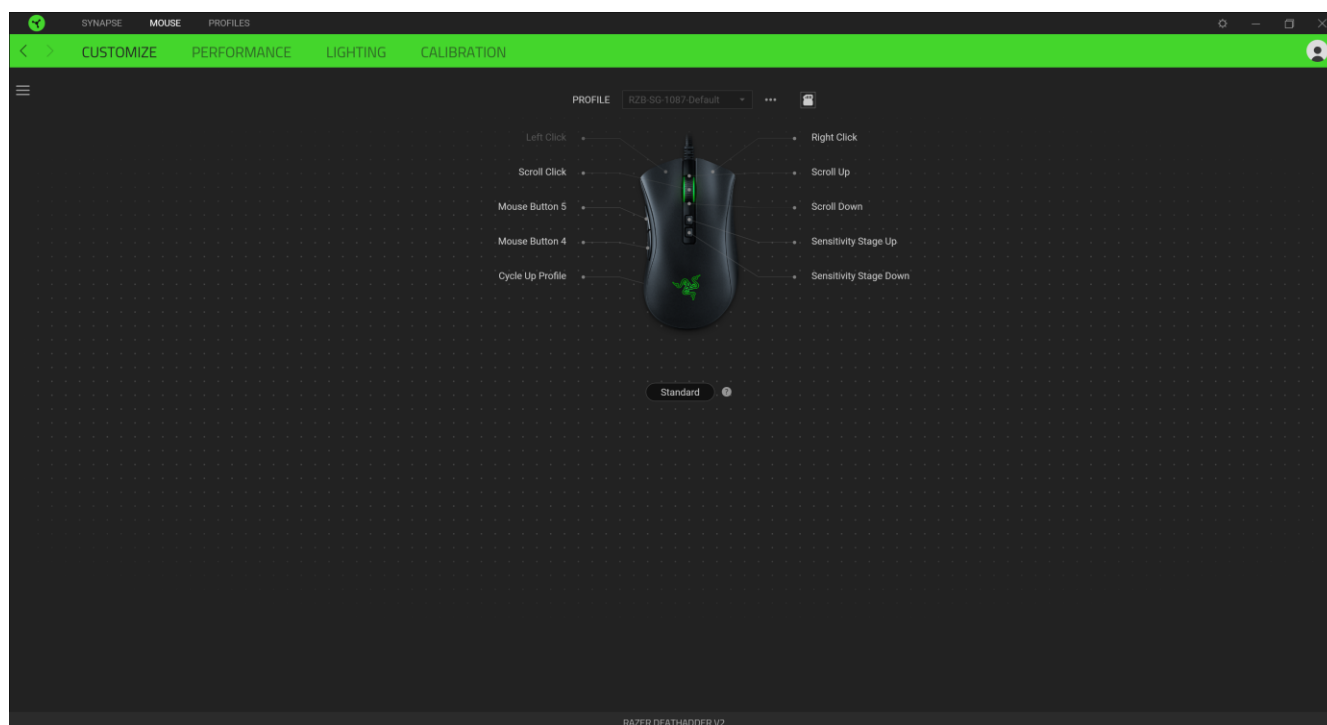 SYNAPSE MOUSE PROFILES
CUSTOMIZE PERFORMANCE LIGHTING CALIBRATION
PROFILE RZB-SG-1087-Default
Left Click
Right Click
Scroll Click
Scroll Up
Mouse Button 5
Scroll Down
Mouse Button 4
Sensitivity Stage Up
Cycle Up Profile
Sensitivity Stage Down
Standard ?
RAZER DEATHADDER V2